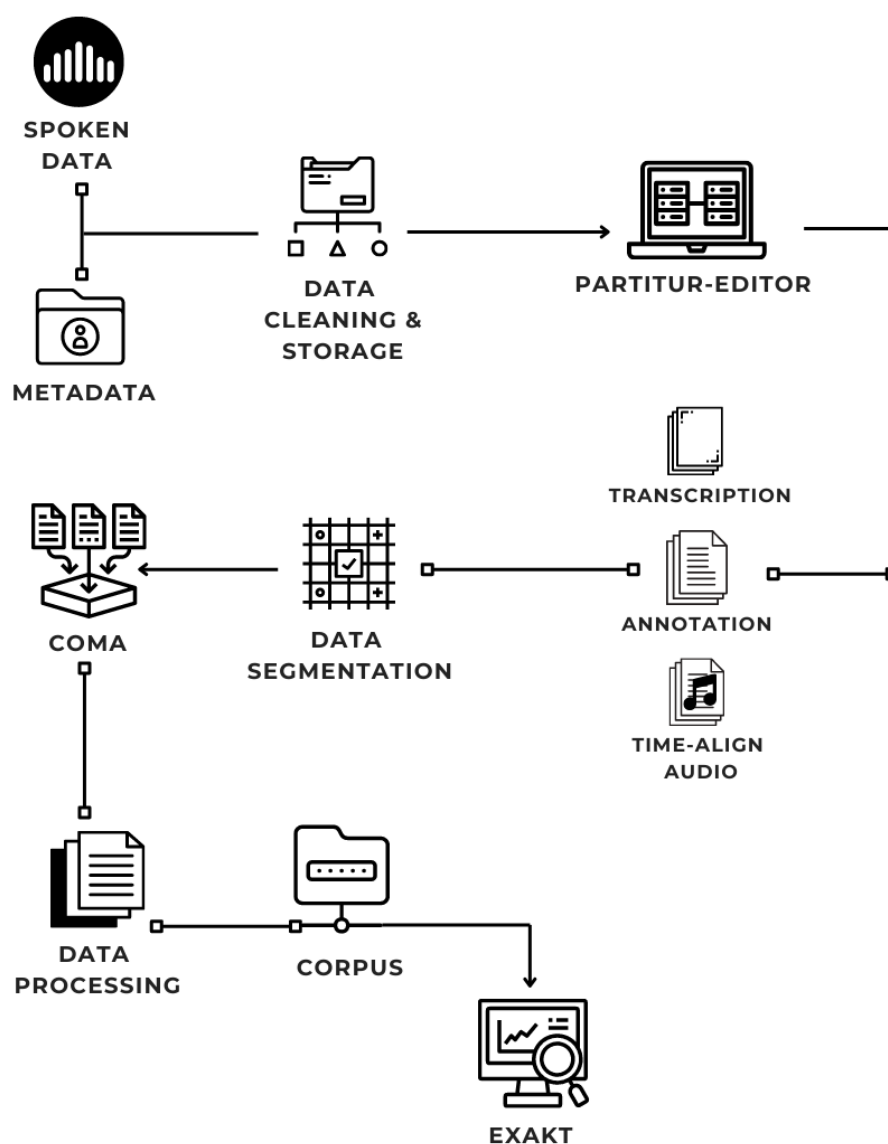 SPOKEN
DATA
DATA
CLEANING &
STORAGE
PARTITUR-EDITOR
METADATA
TRANSCRIPTION
ANNOTATION
TIME-ALIGN
AUDIO
DATA
SEGMENTATION
COMA
DATA
PROCESSING
CORPUS
EXAKT